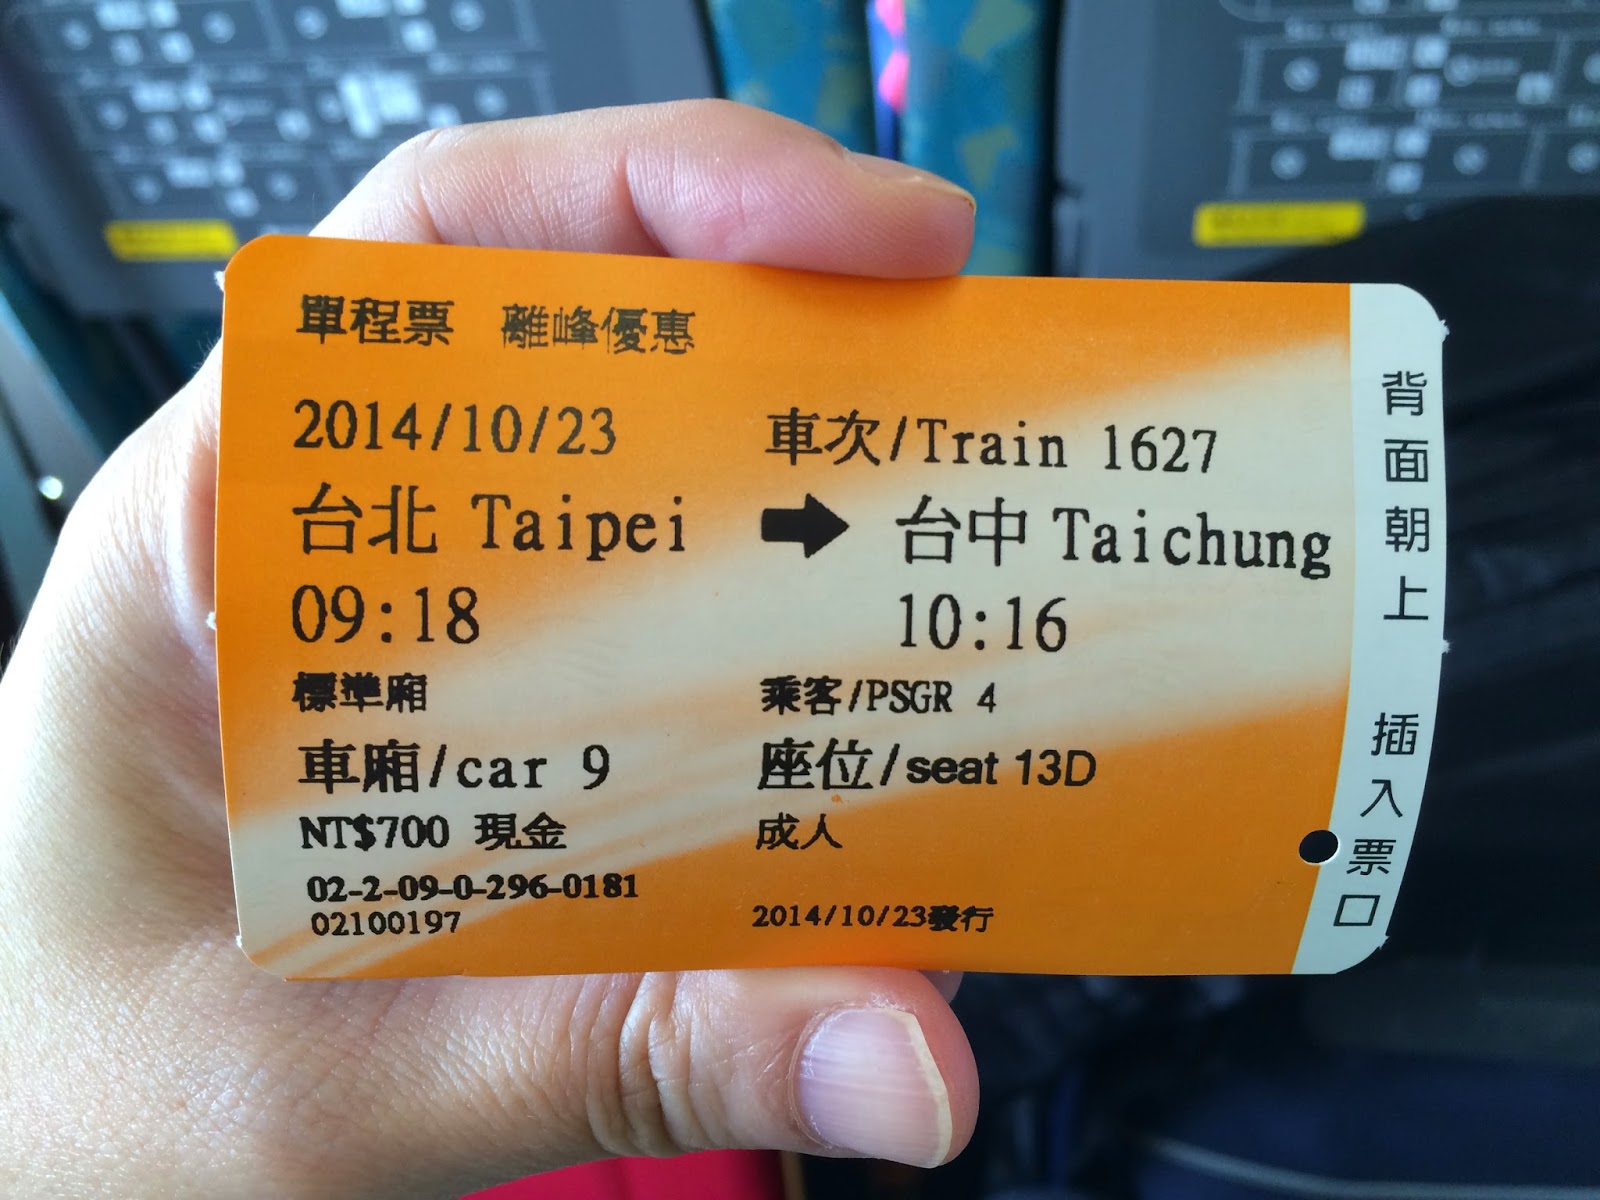 單程票 離峰優惠
2014/10/23 車次/Train 1627
台北 Taipei ➡ 台中 Taichung
09:18 10:16
標準廂 乘客/PSGR 4
車廂/car 9 座位/seat 13D
NT$700 現金 成人
02-2-09-0-296-0181
02100197 2014/10/23發行
背面朝上 插入票口